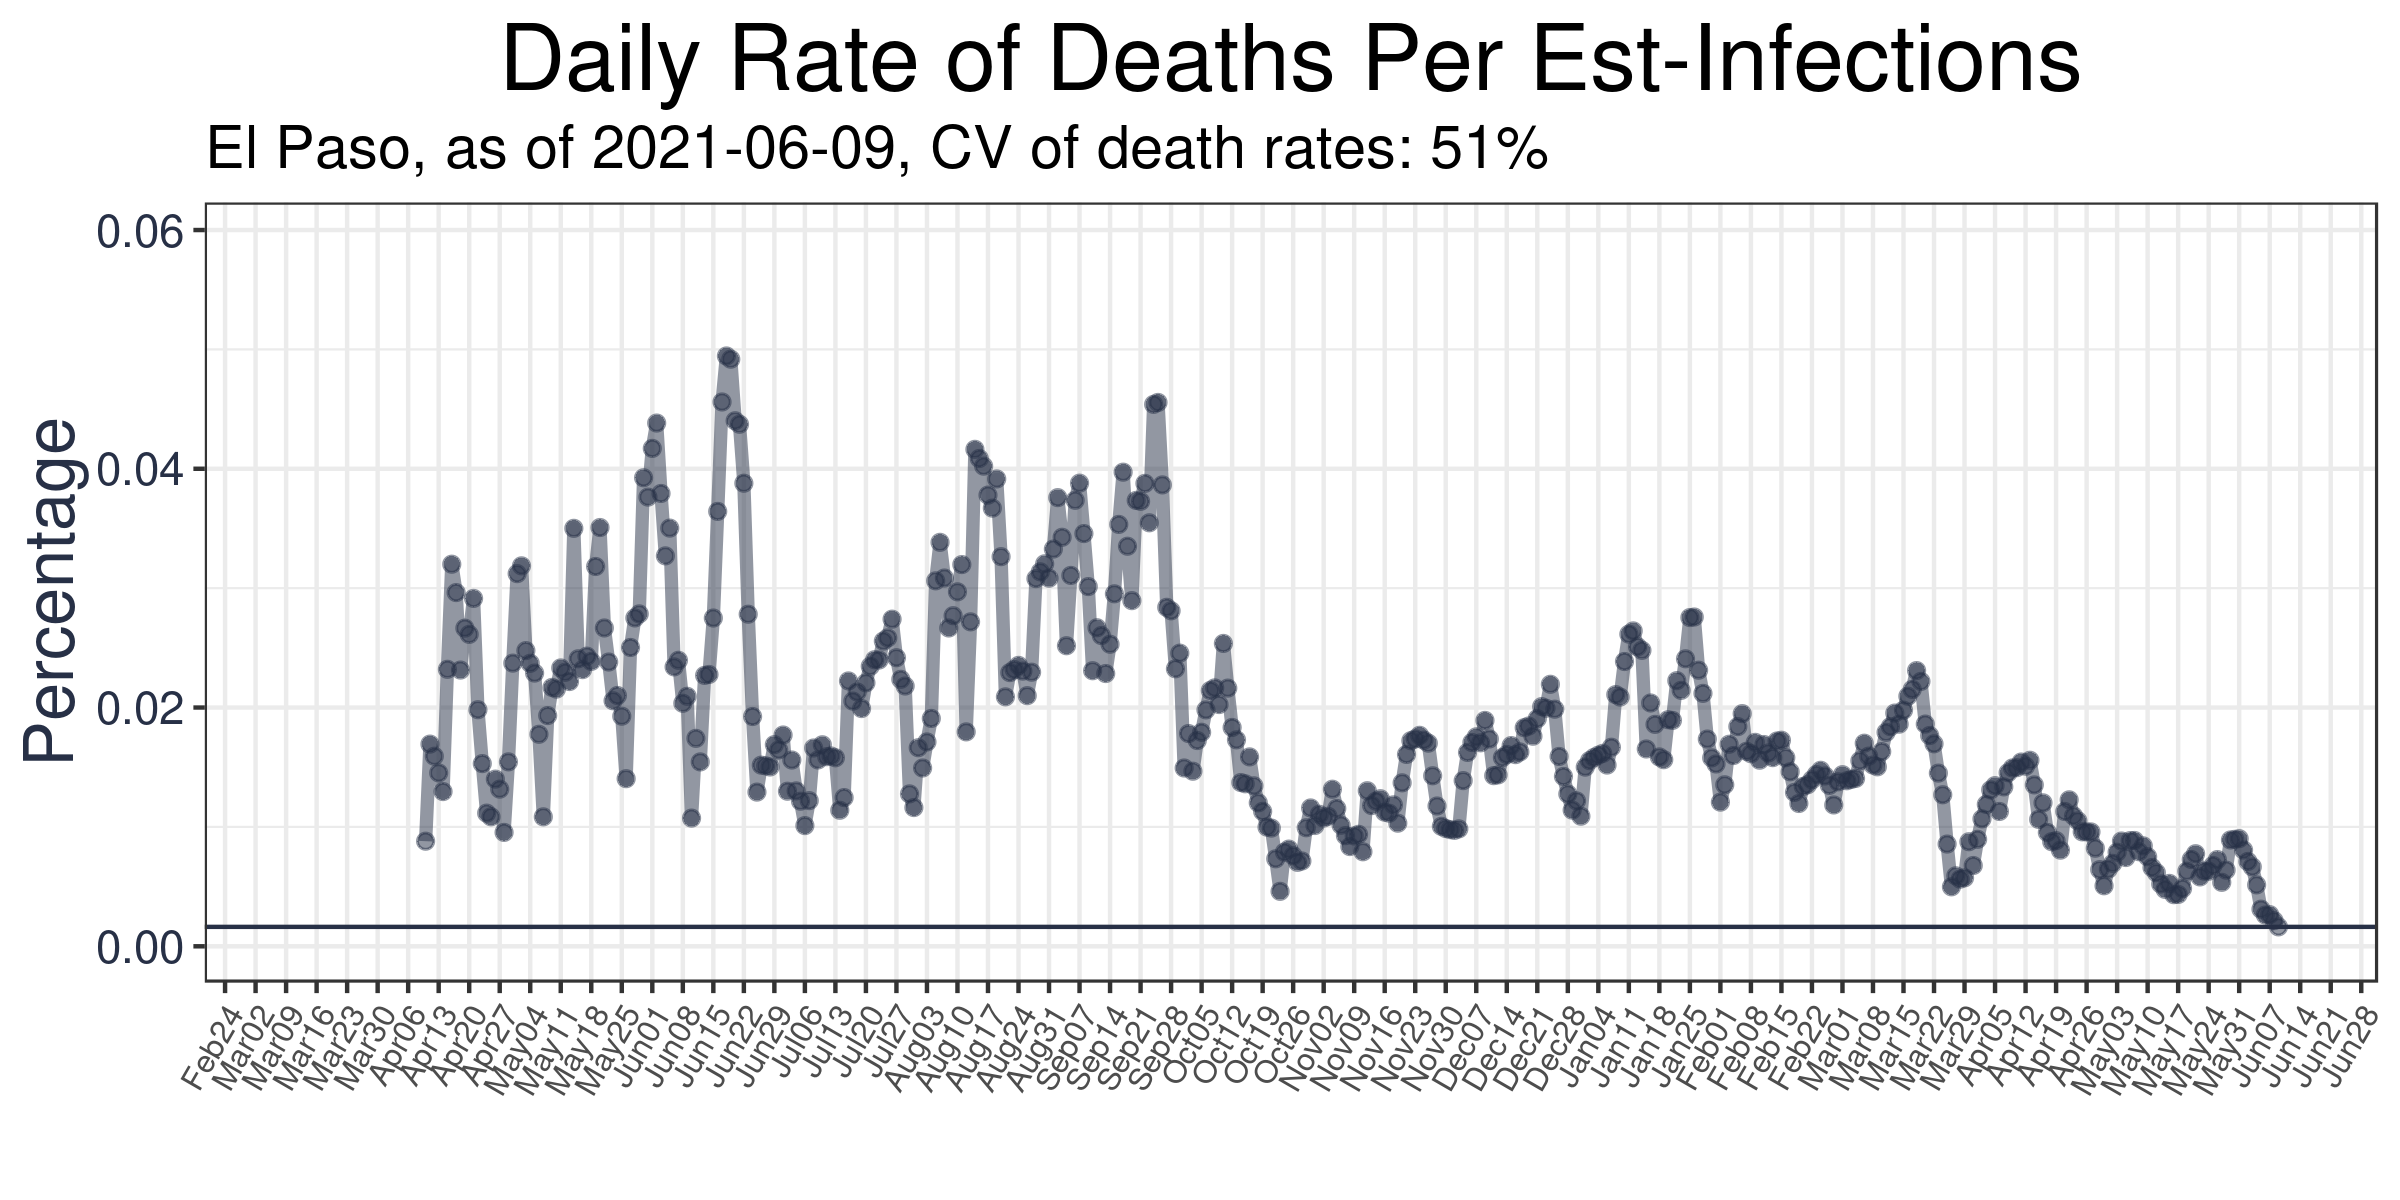 Daily Rate of Deaths Per Est-Infections
El Paso, as of 2021-06-09, CV of death rates: 51%
Percentage
0.06
0.04
0.02
0.00
Feb24
Mar02
Mar09
Mar16
Mar23
Mar30
Apr06
Apr13
Apr20
Apr27
May04
May11
May18
May25
Jun01
Jun08
Jun15
Jun22
Jun29
Jul06
Jul13
Jul20
Jul27
Aug03
Aug10
Aug17
Aug24
Aug31
Sep07
Sep14
Sep21
Sep28
Oct05
Oct12
Oct19
Oct26
Nov02
Nov09
Nov16
Nov23
Nov30
Dec07
Dec14
Dec21
Dec28
Jan04
Jan11
Jan18
Jan25
Feb01
Feb08
Feb15
Feb22
Mar01
Mar08
Mar15
Mar22
Mar29
Apr05
Apr12
Apr19
Apr26
May03
May10
May17
May24
May31
Jun07
Jun14
Jun21
Jun28